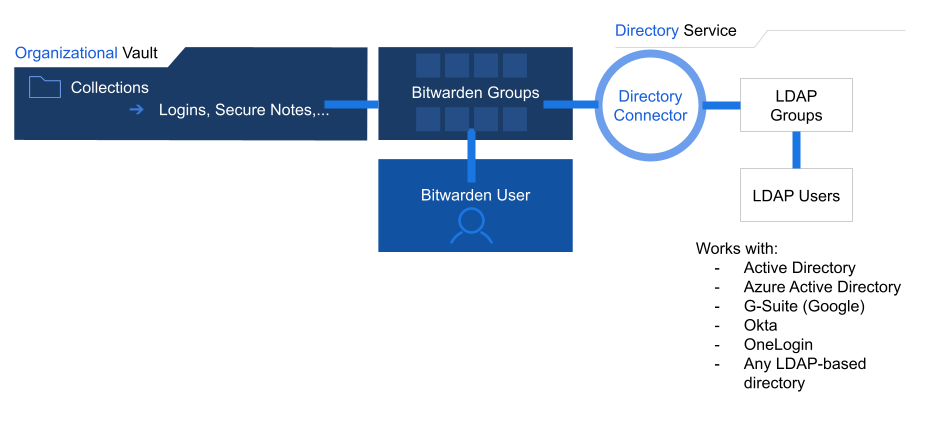 Organizational Vault
Collections
Logins, Secure Notes,...
Bitwarden Groups
Bitwarden User
Directory Service
Directory
Connector
LDAP
Groups
LDAP Users
Works with:
- Active Directory
- Azure Active Directory
- G-Suite (Google)
- Okta
- OneLogin
- Any LDAP-based
directory